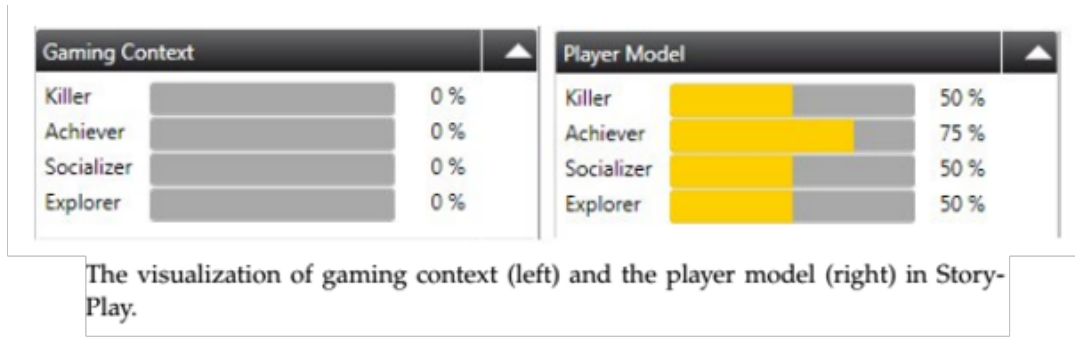 Gaming Context
Killer 0 %
Achiever 0 %
Socializer 0 %
Explorer 0 %
Player Model
Killer 50 %
Achiever 75 %
Socializer 50 %
Explorer 50 %
The visualization of gaming context (left) and the player model (right) in Story-
Play.